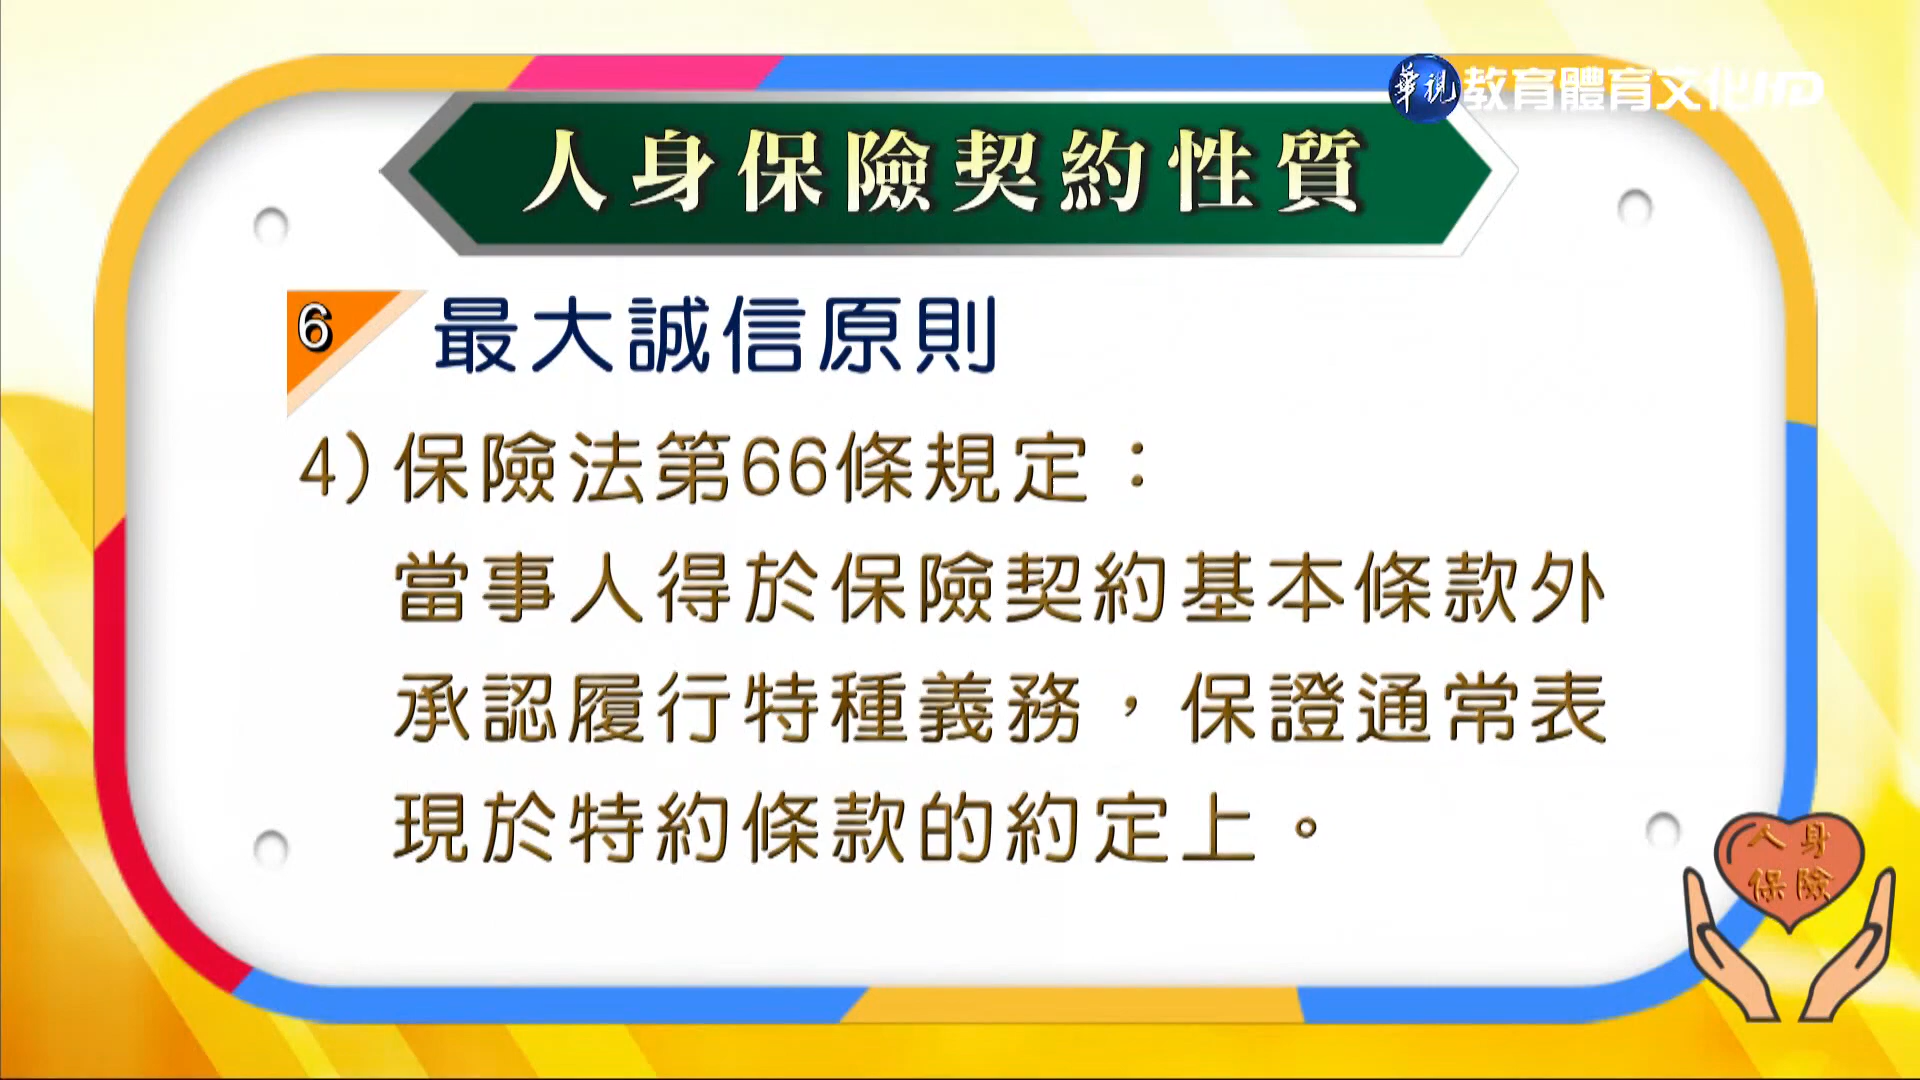 華視 教育體育文化HD
人身保險契約性質
6 最大誠信原則
4)保險法第66條規定：
當事人得於保險契約基本條款外
承認履行特種義務，保證通常表
現於特約條款的約定上。
人身
保險